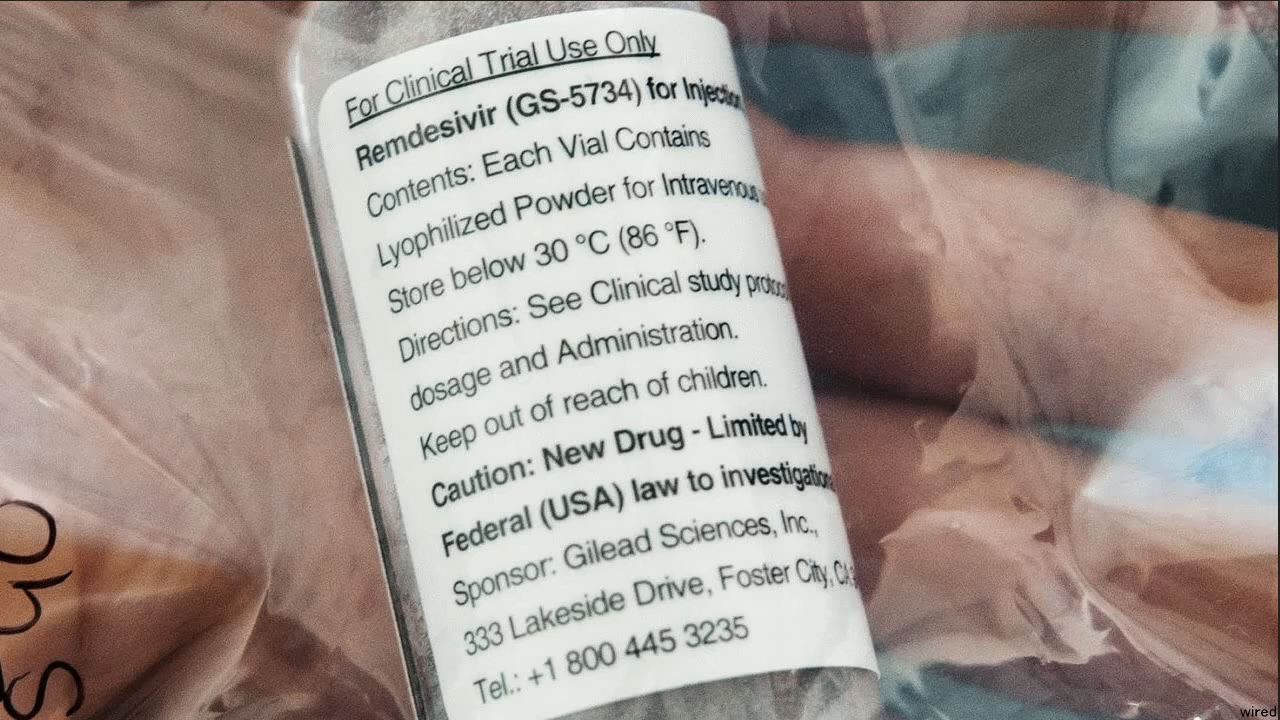 For Clinical Trial Use Only
Remdesivir (GS-5734) for Injection
Contents: Each Vial Contains
Lyophilized Powder for Intravenous
Store below 30 °C (86 °F).
Directions: See Clinical study
dosage and Administration.
Keep out of reach of children.
Caution: New Drug - Limited by
Federal (USA) law to
Sponsor: Gilead Sciences, Inc.,
333 Lakeside Drive, Foster City, CA
Tel.: +1 800 445 3235
wired